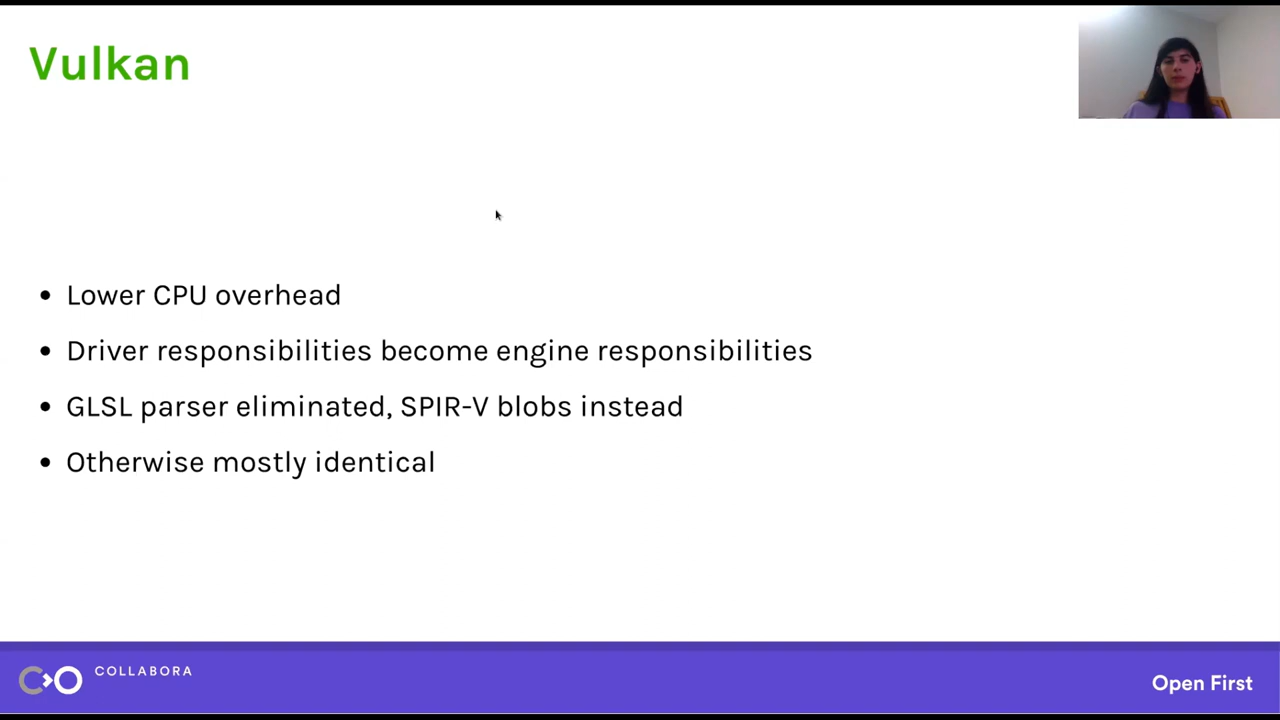 Vulkan
Lower CPU overhead
Driver responsibilities become engine responsibilities
GLSL parser eliminated, SPIR-V blobs instead
Otherwise mostly identical
COLLABORA
Open First